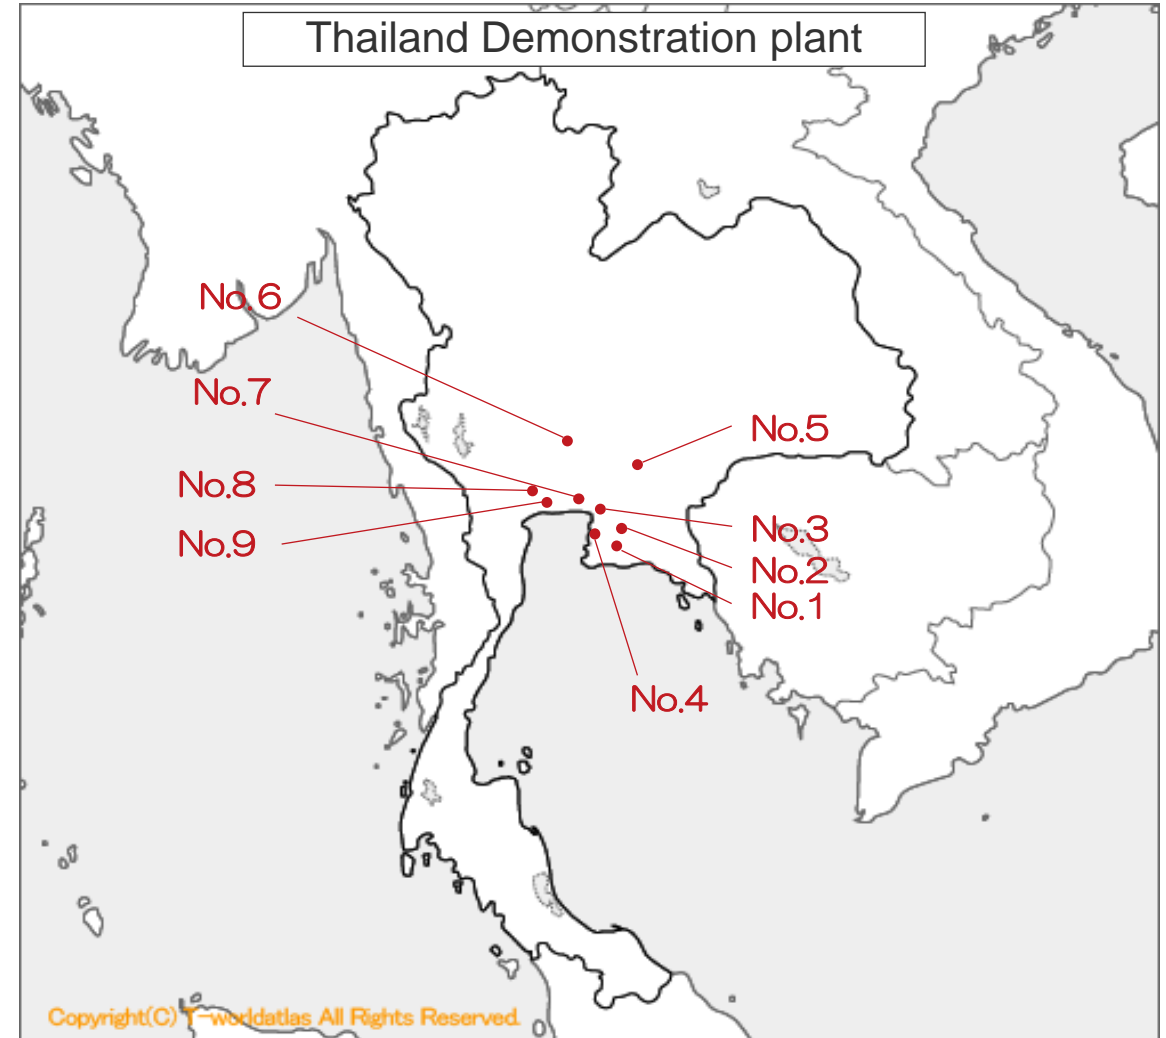 Thailand Demonstration plant
No.6
No.7
No.5
No.8
No.3
No.9
No.2
No.1
No.4
Copyright(C) T-worldatlas All Rights Reserved.